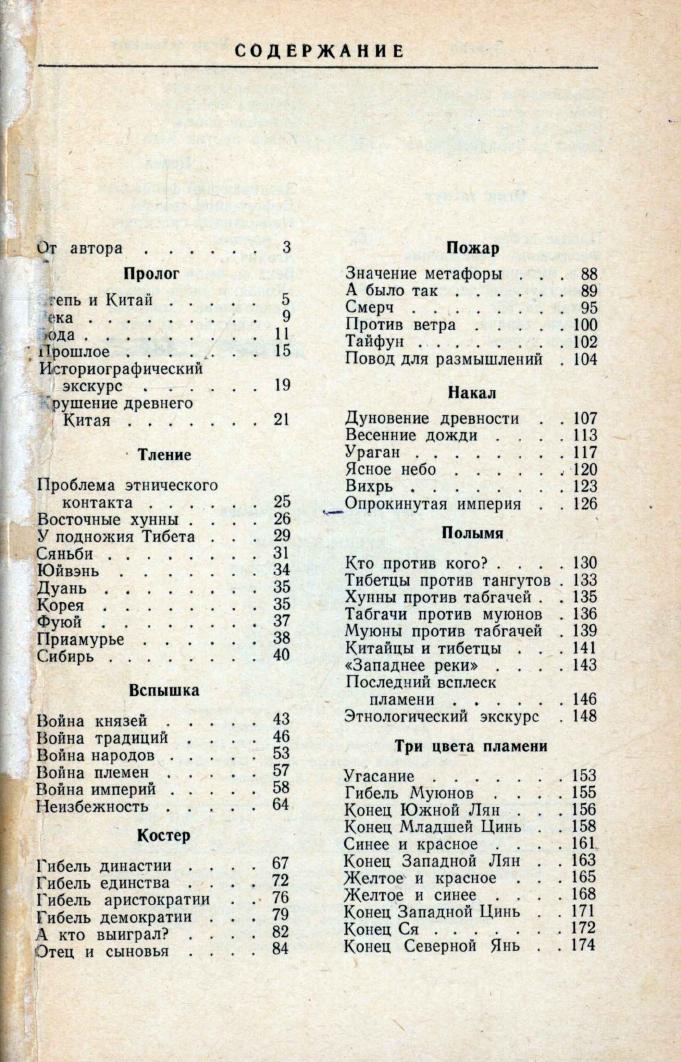 СОДЕРЖАНИЕ
От автора . . . . . . 3
Пролог
Степь и Китай . . . . . 5
Река . . . . . . . . 9
Вода . . . . . . . . 11
Прошлое . . . . . . . 15
Историографический
экскурс . . . . . . 19
Крушение древнего
Китая . . . . . . . 21
Тление
Проблема этнического
контакта . . . . . . 25
Восточные хунны . . . . 26
У подножия Тибета . . . 29
Сяньби . . . . . . . . 31
Юйвэнь . . . . . . . 34
Дуань . . . . . . . . 35
Корея . . . . . . . . 35
Фуюй . . . . . . . . 37
Приамурье . . . . . . 38
Сибирь . . . . . . . . 40
Вспышка
Война князей . . . . . 43
Война традиций . . . . 46
Война народов . . . . . 53
Война племен . . . . . 57
Война империй . . . . . 58
Неизбежность . . . . . 64
Костер
Гибель династии . . . . 67
Гибель единства . . . . 72
Гибель аристократии . . 76
Гибель демократии . . . 79
А кто выиграл? . . . . 82
Отец и сыновья . . . . 84
Пожар
Значение метафоры . . . 88
А было так . . . . . . 89
Смерч . . . . . . . . 95
Против ветра . . . . . 100
Тайфун . . . . . . . . 102
Повод для размышлений . 104
Накал
Дуновение древности . . 107
Весенние дожди . . . . 113
Ураган . . . . . . . . 117
Ясное небо . . . . . . 120
Вихрь . . . . . . . . 123
Опрокинутая империя . . 126
Полымя
Кто против кого? . . . . 130
Тибетцы против тангутов . 133
Хунны против табгачей . . 135
Табгачи против муюнов . 136
Муюны против табгачей . 139
Китайцы и тибетцы . . . 141
«Западнее реки» . . . . 143
Последний всплеск
пламени . . . . . . 146
Этнологический экскурс . 148
Три цвета пламени
Угасание . . . . . . . 153
Гибель Муюнов . . . . 155
Конец Южной Лян . . . 156
Конец Младшей Цинь . . 158
Синее и красное . . . . 161
Конец Западной Лян . . 163
Желтое и красное . . . 165
Желтое и синее . . . . 168
Конец Западной Цинь . . 171
Конец Ся . . . . . . . 172
Конец Северной Янь . . 174